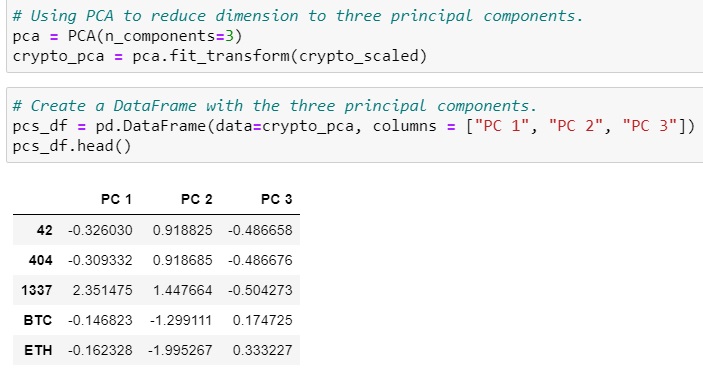 # Using PCA to reduce dimension to three principal components.
pca = PCA(n_components=3)
crypto_pca = pca.fit_transform(crypto_scaled)
# Create a DataFrame with the three principal components.
pcs_df = pd.DataFrame(data=crypto_pca, columns = ["PC 1", "PC 2", "PC 3"])
pcs_df.head()
PC 1 PC 2 PC 3
42 -0.326030 0.918825 -0.486658
404 -0.309332 0.918685 -0.486676
1337 2.351475 1.447664 -0.504273
BTC -0.146823 -1.299111 0.174725
ETH -0.162328 -1.995267 0.333227